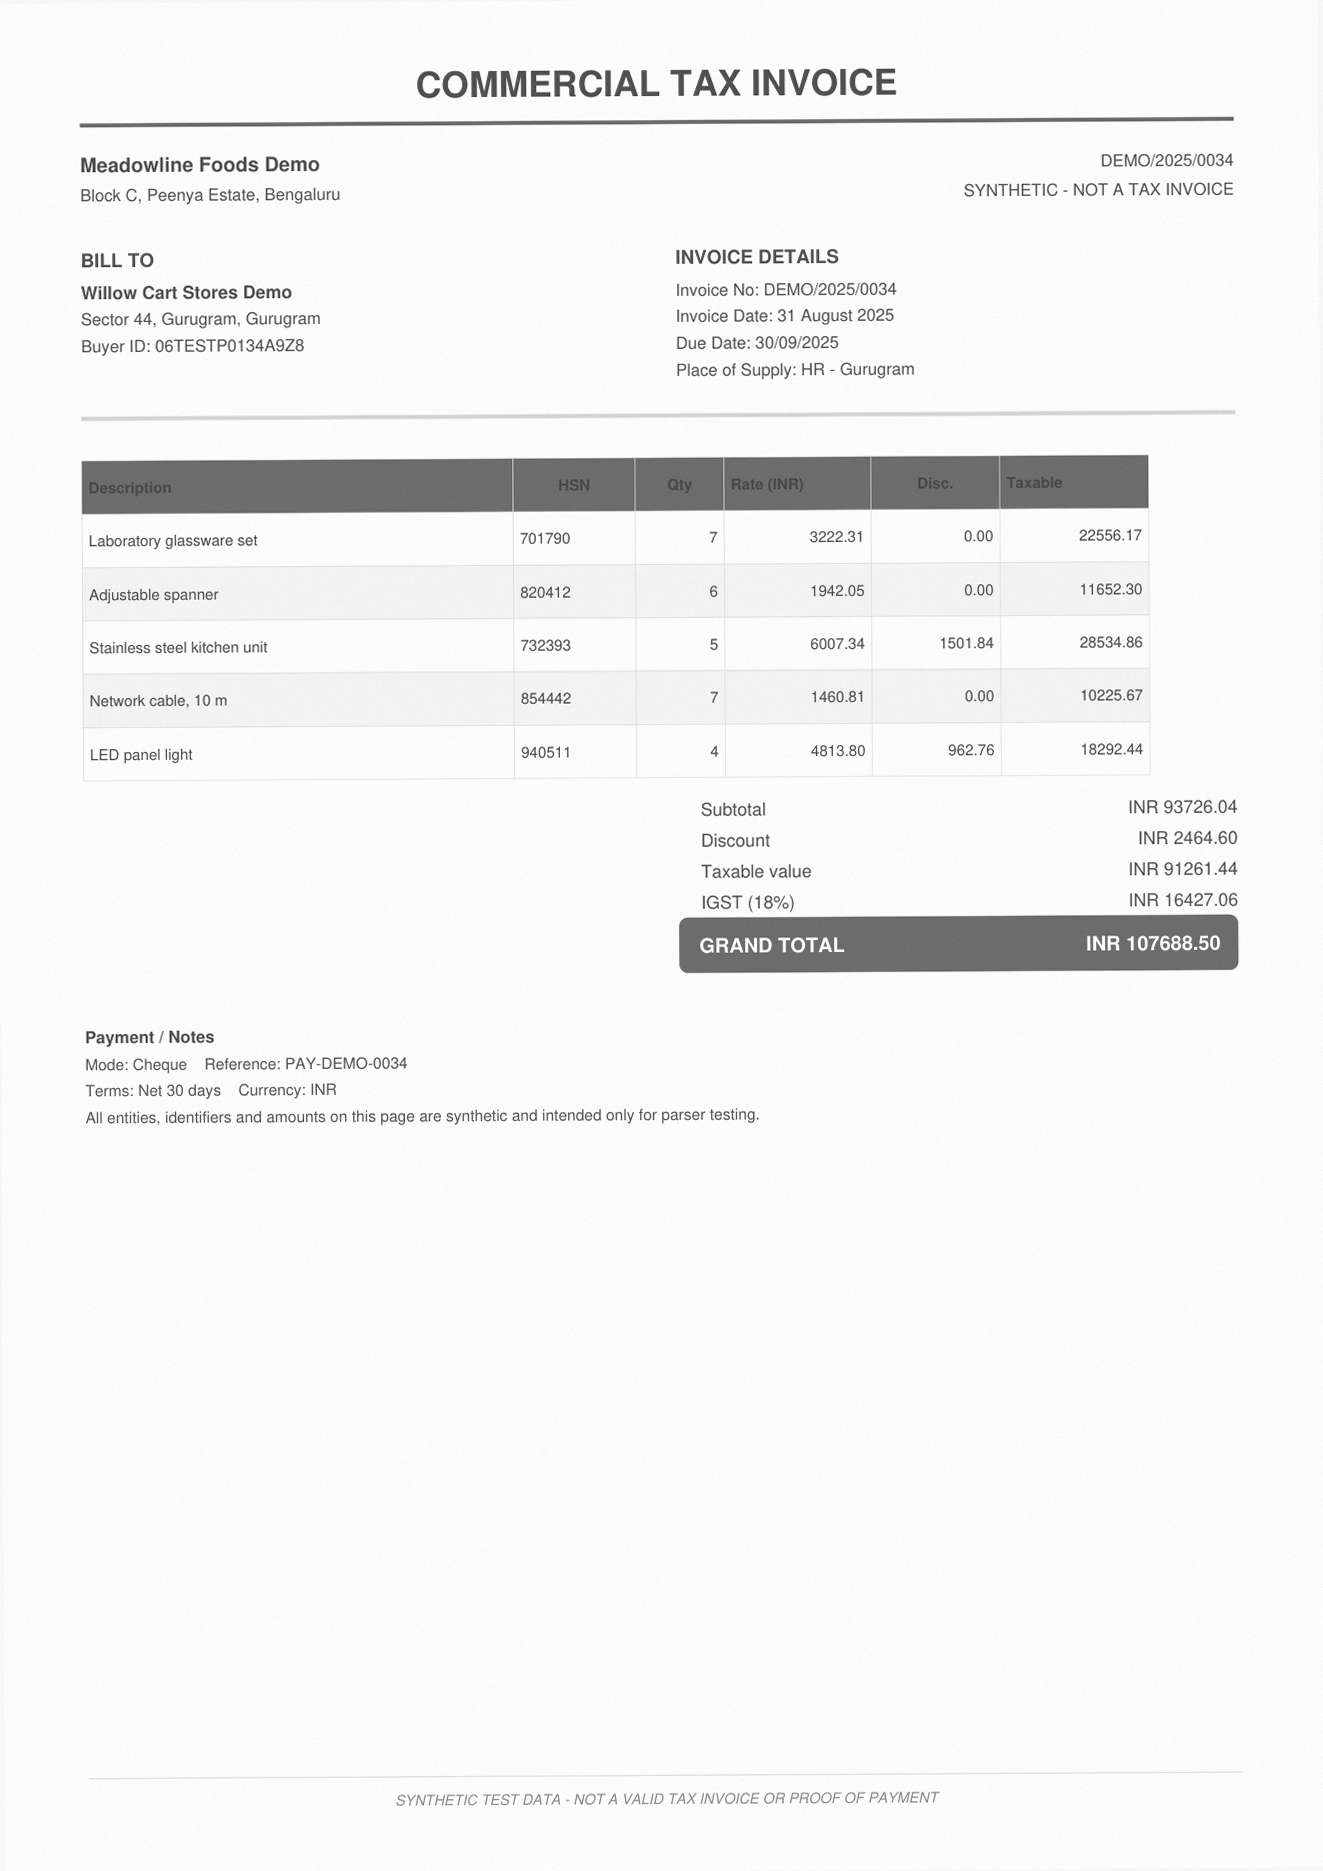 COMMERCIAL TAX INVOICE
Meadowline Foods Demo
Block C, Peenya Estate, Bengaluru
DEMO/2025/0034
SYNTHETIC - NOT A TAX INVOICE
BILL TO
Willow Cart Stores Demo
Sector 44, Gurugram, Gurugram
Buyer ID: 06TESTP0134A9Z8
INVOICE DETAILS
Invoice No: DEMO/2025/0034
Invoice Date: 31 August 2025
Due Date: 30/09/2025
Place of Supply: HR - Gurugram
Description HSN Qty Rate (INR) Disc. Taxable
Laboratory glassware set 701790 7 3222.31 0.00 22556.17
Adjustable spanner 820412 6 1942.05 0.00 11652.30
Stainless steel kitchen unit 732393 5 6007.34 1501.84 28534.86
Network cable, 10 m 854442 7 1460.81 0.00 10225.67
LED panel light 940511 4 4813.80 962.76 18292.44
Subtotal INR 93726.04
Discount INR 2464.60
Taxable value INR 91261.44
IGST (18%) INR 16427.06
GRAND TOTAL INR 107688.50
Payment / Notes
Mode: Cheque Reference: PAY-DEMO-0034
Terms: Net 30 days Currency: INR
All entities, identifiers and amounts on this page are synthetic and intended only for parser testing.
SYNTHETIC TEST DATA - NOT A VALID TAX INVOICE OR PROOF OF PAYMENT